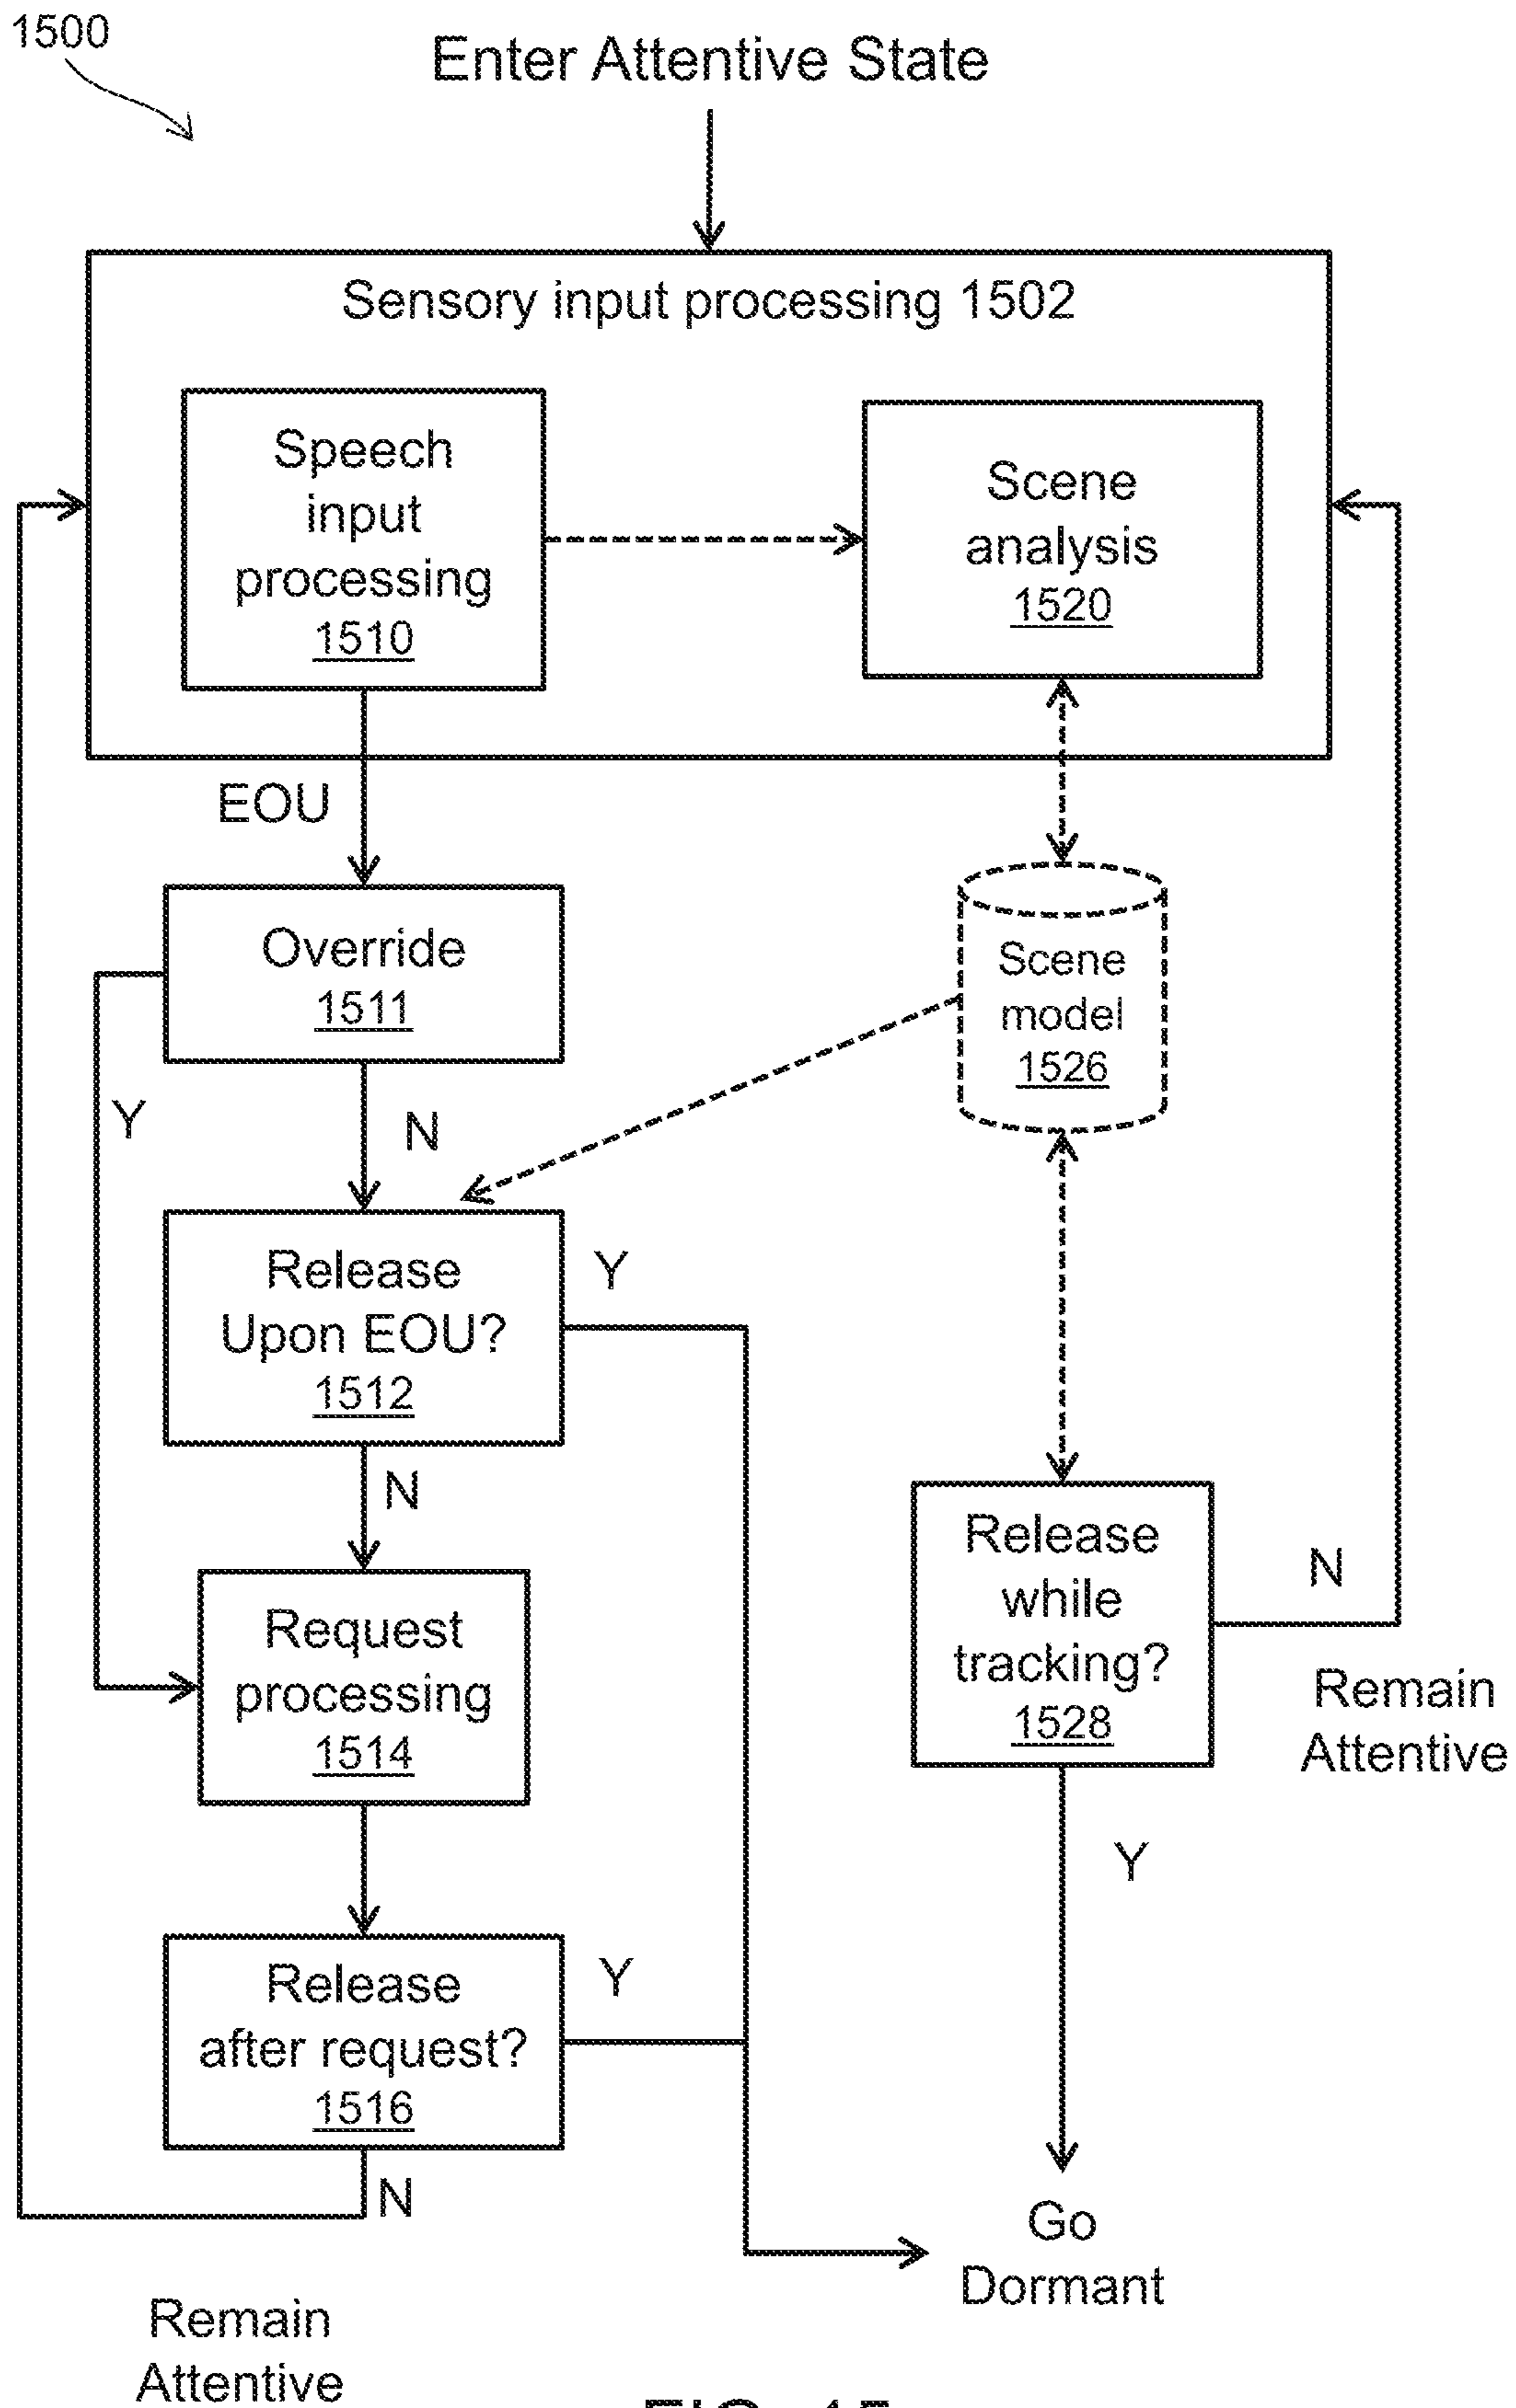 1500
Enter Attentive State
Sensory input processing 1502
Speech
input
processing
1510
Scene
analysis
1520
EOU
Override
1511
Scene
model
1526
Y
N
Release
Upon EOU?
1512
Y
N
Release
while
tracking?
1528
N
Remain
Attentive
Request
processing
1514
Y
Release
after request?
1516
Y
N
Go
Dormant
Remain
Attentive
FIG. 15